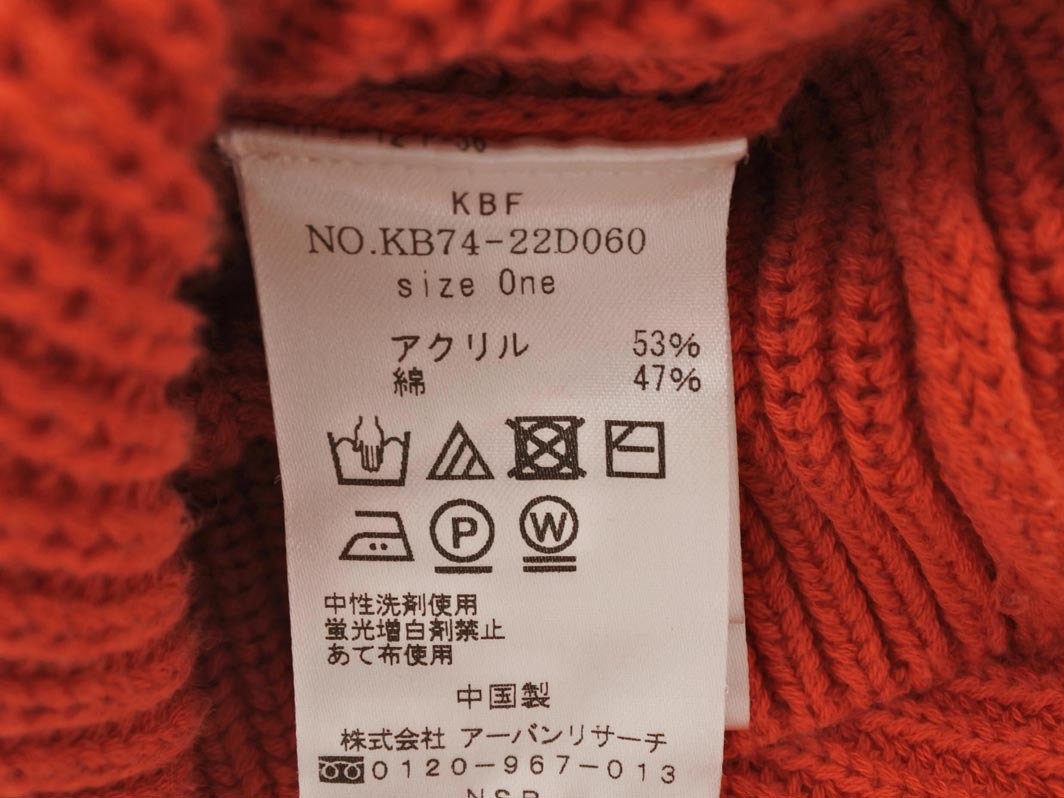 KBF
NO.KB74-22D060
size One
アクリル 53%
綿 47%
P W
中性洗剤使用
蛍光増白剤禁止
あて布使用
中国製
株式会社 アーバンリサーチ
0120-967-013